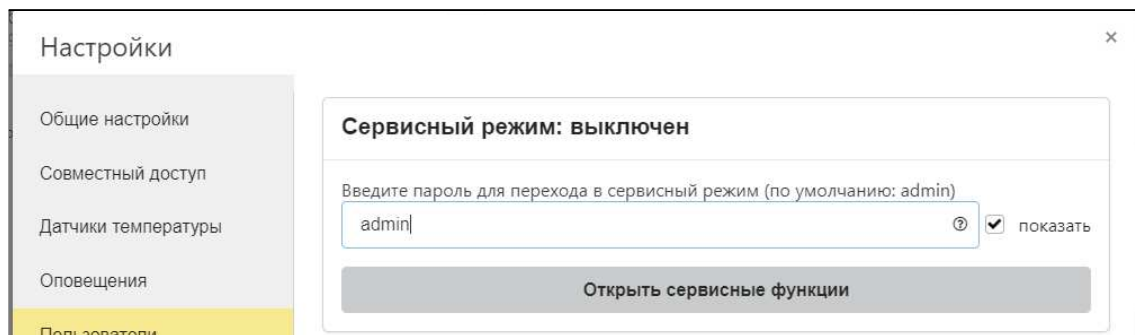 Настройки
×
Общие настройки
Совместный доступ
Датчики температуры
Оповещения
Пользователи
Сервисный режим: выключен
Введите пароль для перехода в сервисный режим (по умолчанию: admin)
admin
показать
Открыть сервисные функции